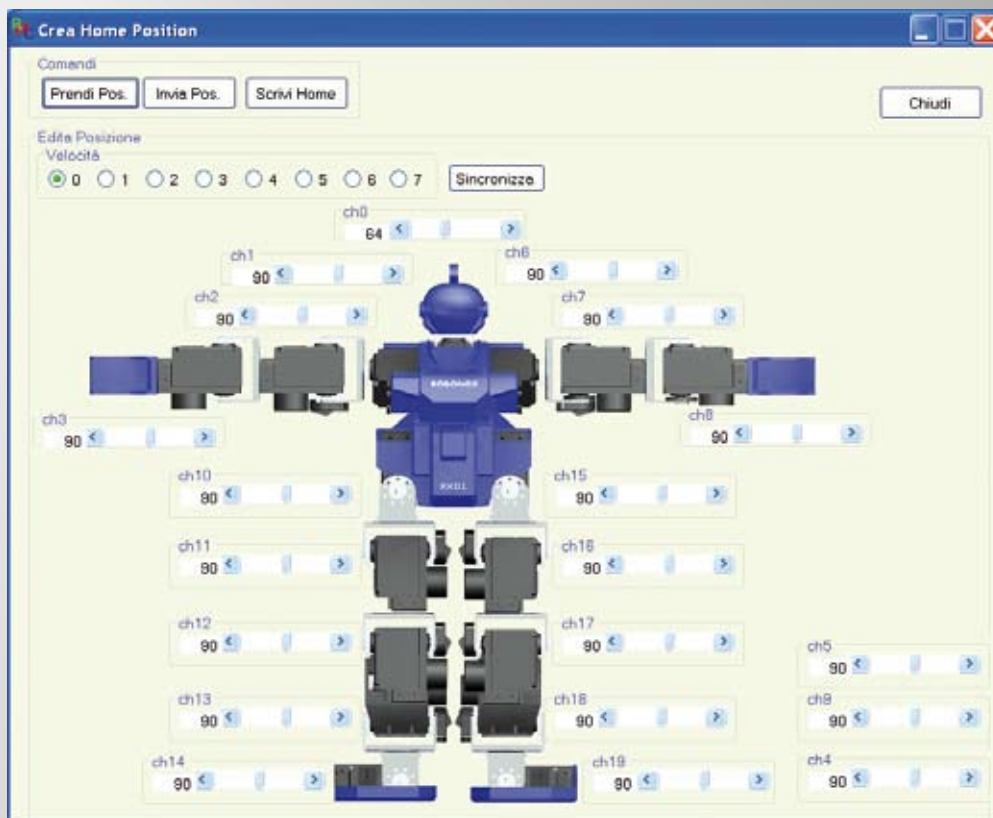 Crea Home Position
Comandi
Prendi Pos. Invia Pos. Scrivi Home
Chiudi
Edita Posizione
Velocità
0 1 2 3 4 5 6 7 Sincronizza
ch0
64
ch1
90
ch6
90
ch2
90
ch7
90
ch3
90
ch8
90
ch10
90
ch15
90
ch11
90
ch16
90
ch12
90
ch17
90
ch5
90
ch13
90
ch18
90
ch9
90
ch14
90
ch19
90
ch4
90